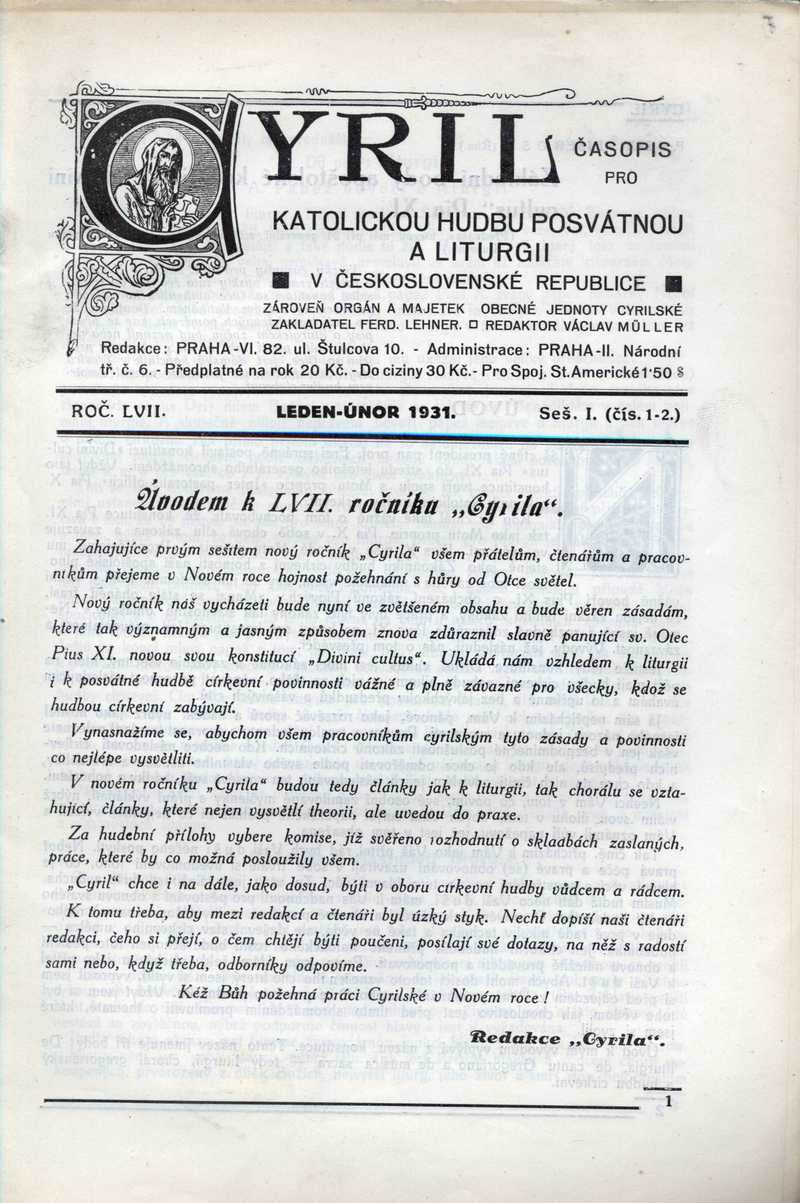 CYRIL ČASOPIS
PRO
KATOLICKOU HUDBU POSVÁTNOU
A LITURGII
V ČESKOSLOVENSKÉ REPUBLICE
ZÁROVEŇ ORGÁN A MAJETEK OBECNÉ JEDNOTY CYRILSKÉ
ZAKLADATEL FERD. LEHNER. □ REDAKTOR VÁCLAV MÜLLER
Redakce: PRAHA-VI. 82. ul. Štulcova 10. - Administrace: PRAHA-II. Národní
tř. č. 6. - Předplatné na rok 20 Kč. - Do ciziny 30 Kč. - Pro Spoj. St. Americké 1·50 $
ROČ. LVII. LEDEN-ÚNOR 1931. Seš. I. (čís. 1-2.)
Úvodem k LVII. ročníku „Cyrila“.
Zahajujíce prvým sešitem nový ročník „Cyrila“ všem přátelům, čtenářům a pracov-
níkům přejeme v Novém roce hojnost požehnání s hůry od Otce světel.
Nový ročník náš vycházeti bude nyní ve zvětšeném obsahu a bude věren zásadám,
které tak významným a jasným způsobem znova zdůraznil slavně panující sv. Otec
Pius XI. novou svou konstitucí „Divini cultus“. Ukládá nám vzhledem k liturgii
i k posvátné hudbě církevní povinnosti vážné a plně závazné pro všecky, kdož se
hudbou církevní zabývají.
Vynasnažíme se, abychom všem pracovníkům cyrilským tyto zásady a povinnosti
co nejlépe vysvětliti.
V novém ročníku „Cyrila“ budou tedy články jak k liturgii, tak chorálu se vzta-
hující, články, které nejen vysvětlí theorii, ale uvedou do praxe.
Za hudební přílohy vybere komise, jíž svěřeno rozhodnutí o skladbách zaslaných,
práce, které by co možná posloužily všem.
„Cyril“ chce i na dále, jako dosud, býti v oboru církevní hudby vůdcem a rádcem.
K tomu třeba, aby mezi redakcí a čtenáři byl úzký styk. Nechť dopíší naši čtenáři
redakci, čeho si přejí, o čem chtějí býti poučeni, posílají své dotazy, na něž s radostí
sami nebo, když třeba, odborníky odpovíme.
Kéž Bůh požehná práci Cyrilské v Novém roce!
Redakce „Cyrila“.
1